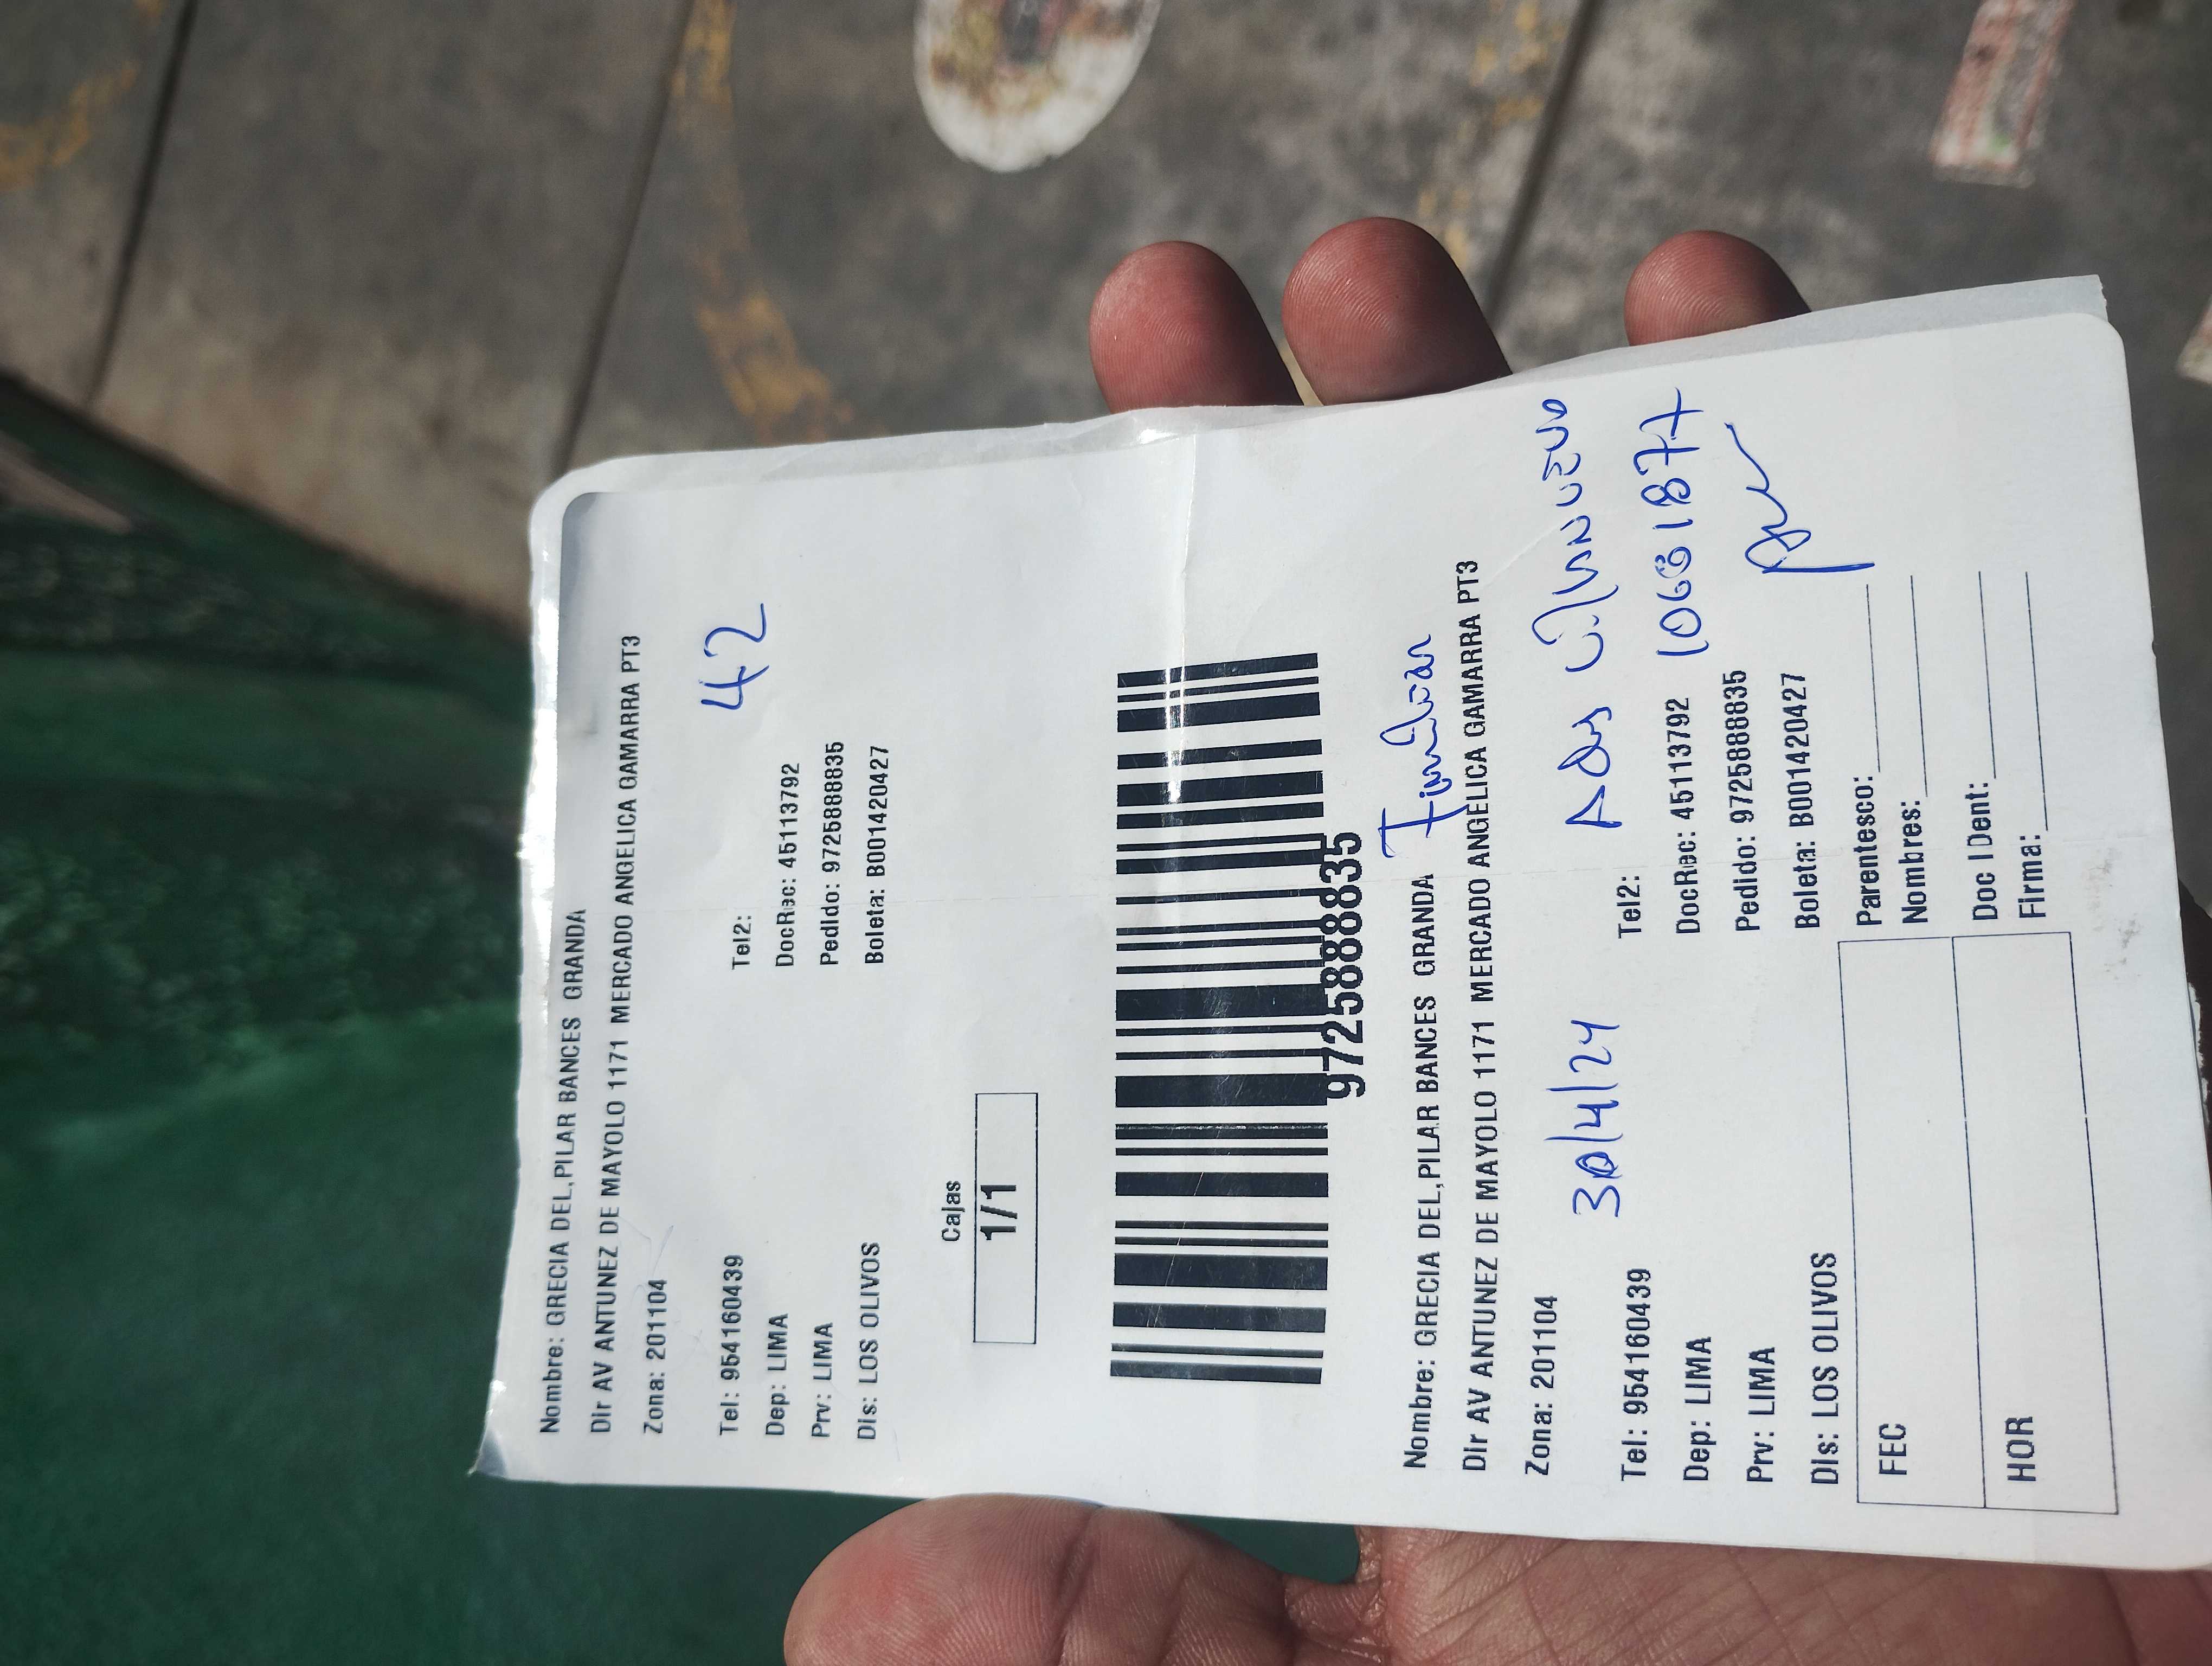 Nombre: GRECIA DEL,PILAR BANCES GRANDA
Dir AV ANTUNEZ DE MAYOLO 1171 MERCADO ANGELICA GAMARRA PT3
Zona: 201104
42
Tel: 954160439 Tel2:
Dep: LIMA DocRec: 45113792
Prv: LIMA Pedido: 9725888835
Dis: LOS OLIVOS Boleta: B001420427
Cajas
1/1
9725888835
Familiar
Nombre: GRECIA DEL,PILAR BANCES GRANDA
Dir AV ANTUNEZ DE MAYOLO 1171 MERCADO ANGELICA GAMARRA PT3
Zona: 201104
30/4/24
Tel: 954160439 Tel2:
10661877
Dep: LIMA DocRec: 45113792
Prv: LIMA Pedido: 9725888835
Dis: LOS OLIVOS Boleta: B001420427
FEC Parentesco:
Nombres:
HOR Doc IDent:
Firma: